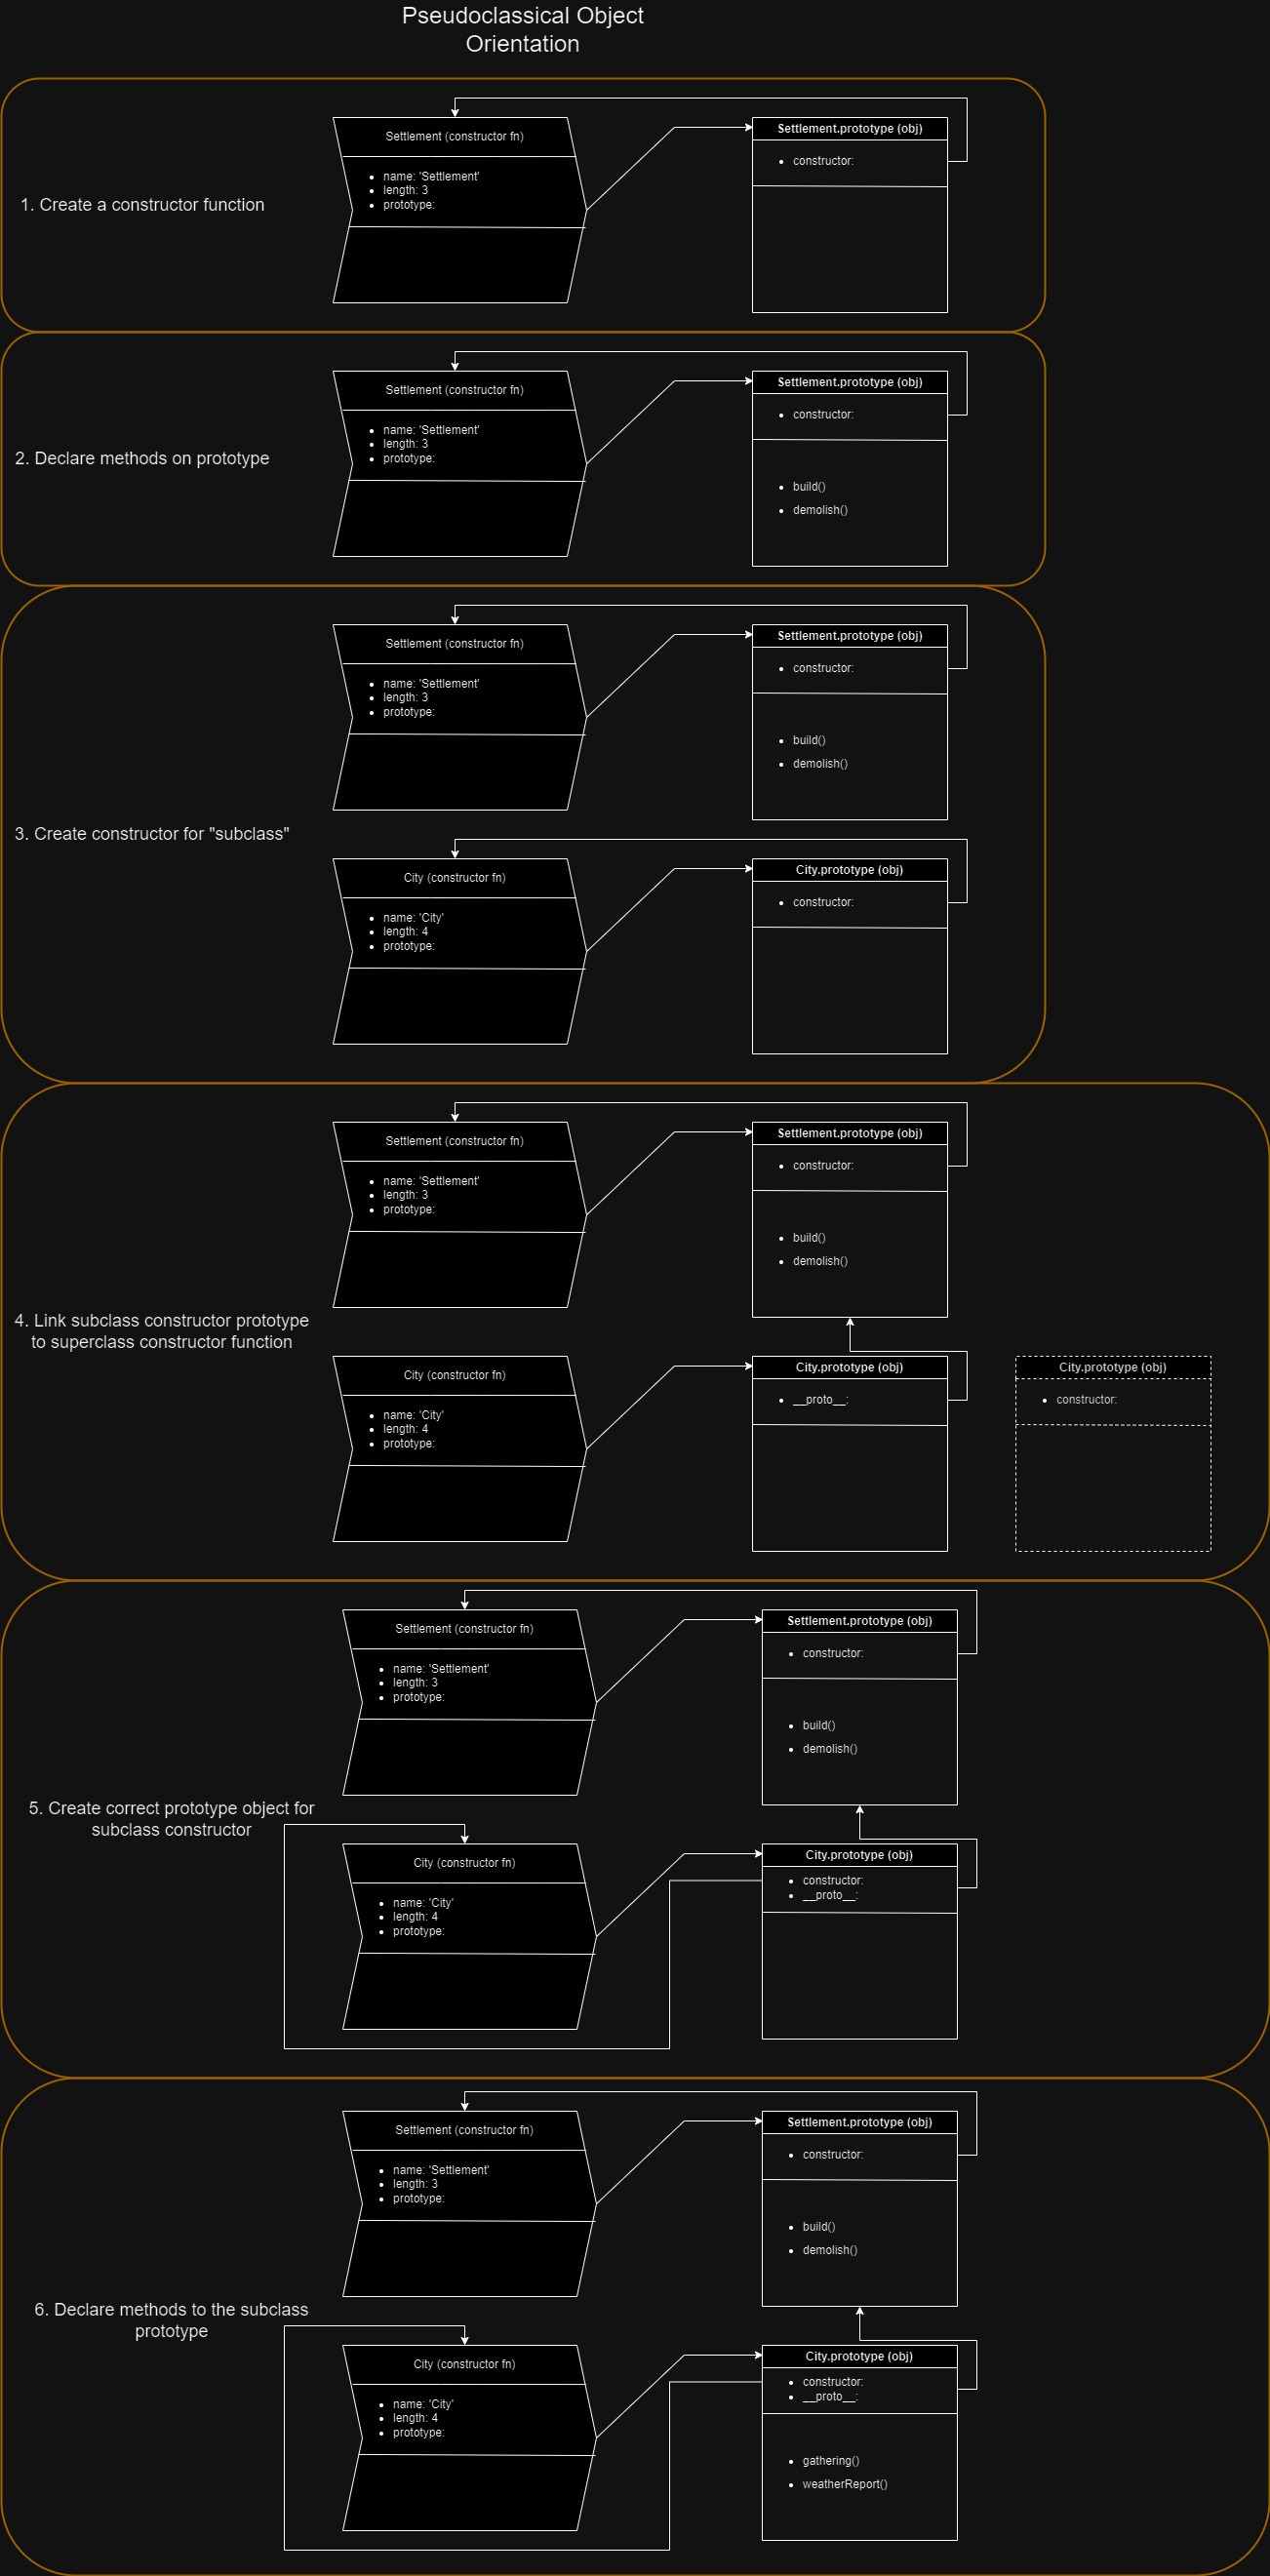 Pseudoclassical Object
Orientation
1. Create a constructor function
Settlement (constructor fn)
name: 'Settlement'
length: 3
prototype:
Settlement.prototype (obj)
constructor:
2. Declare methods on prototype
Settlement (constructor fn)
name: 'Settlement'
length: 3
prototype:
Settlement.prototype (obj)
constructor:
build()
demolish()
3. Create constructor for "subclass"
Settlement (constructor fn)
name: 'Settlement'
length: 3
prototype:
Settlement.prototype (obj)
constructor:
build()
demolish()
City (constructor fn)
name: 'City'
length: 4
prototype:
City.prototype (obj)
constructor:
4. Link subclass constructor prototype
to superclass constructor function
Settlement (constructor fn)
name: 'Settlement'
length: 3
prototype:
Settlement.prototype (obj)
constructor:
build()
demolish()
City (constructor fn)
name: 'City'
length: 4
prototype:
City.prototype (obj)
__proto__:
City.prototype (obj)
constructor:
5. Create correct prototype object for
subclass constructor
Settlement (constructor fn)
name: 'Settlement'
length: 3
prototype:
Settlement.prototype (obj)
constructor:
build()
demolish()
City (constructor fn)
name: 'City'
length: 4
prototype:
City.prototype (obj)
constructor:
__proto__:
6. Declare methods to the subclass
prototype
Settlement (constructor fn)
name: 'Settlement'
length: 3
prototype:
Settlement.prototype (obj)
constructor:
build()
demolish()
City (constructor fn)
name: 'City'
length: 4
prototype:
City.prototype (obj)
constructor:
__proto__:
gathering()
weatherReport()